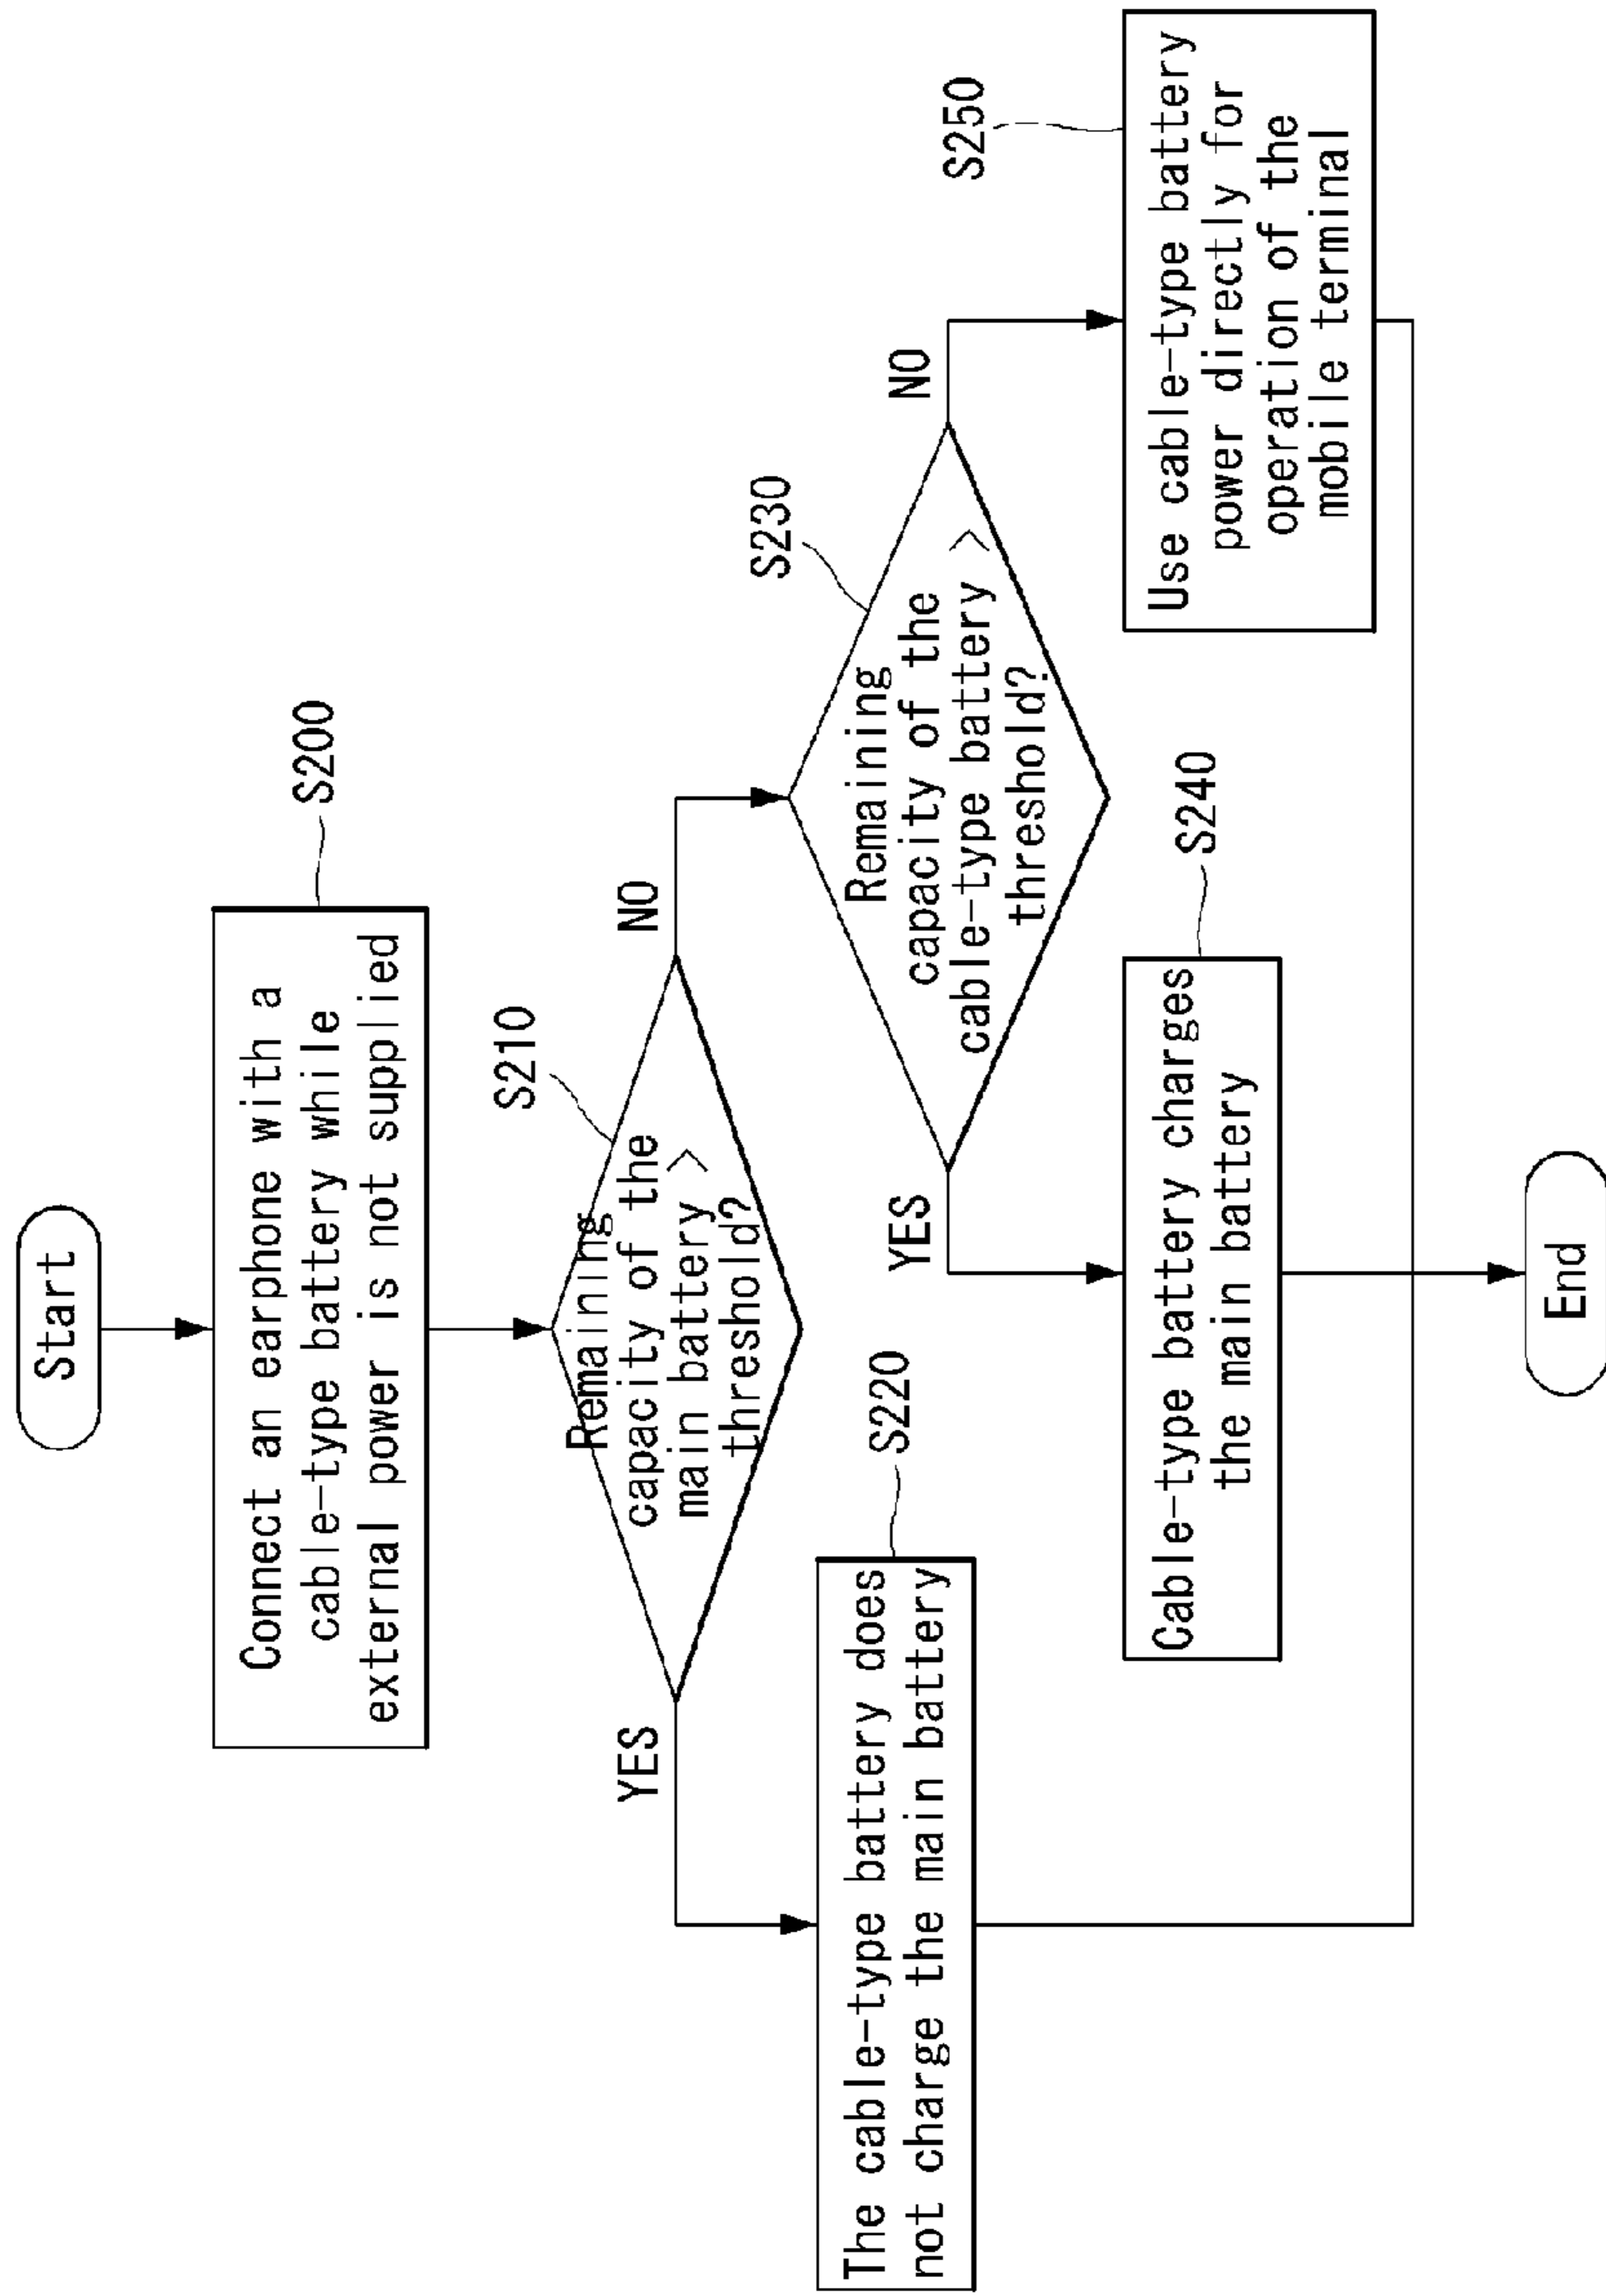 Start
S200
Connect an earphone with a
cable-type battery while
external power is not supplied
S210
Remaining
capacity of the
main battery >
threshold?
YES
NO
S220
The cable-type battery does
not charge the main battery
S230
Remaining
capacity of the
cable-type battery >
threshold?
YES
NO
S240
Cable-type battery charges
the main battery
S250
Use cable-type battery
power directly for
operation of the
mobile terminal
End